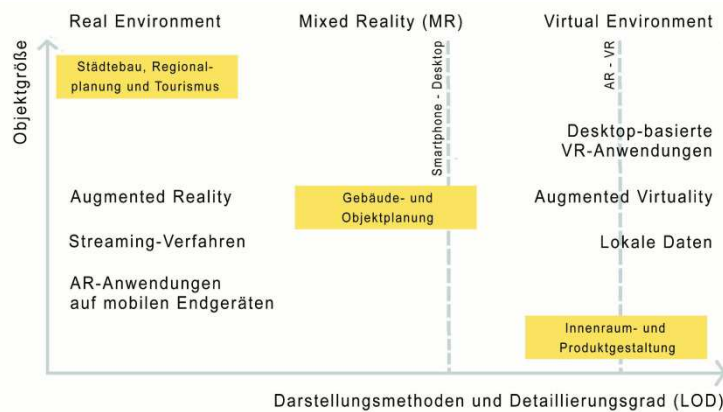 Real Environment
Mixed Reality (MR)
Virtual Environment
Objektgröße
Städtebau, Regional-
planung und Tourismus
Smartphone - Desktop
AR - VR
Desktop-basierte
VR-Anwendungen
Augmented Reality
Gebäude- und
Objektplanung
Augmented Virtuality
Streaming-Verfahren
Lokale Daten
AR-Anwendungen
auf mobilen Endgeräten
Innenraum- und
Produktgestaltung
Darstellungsmethoden und Detaillierungsgrad (LOD)